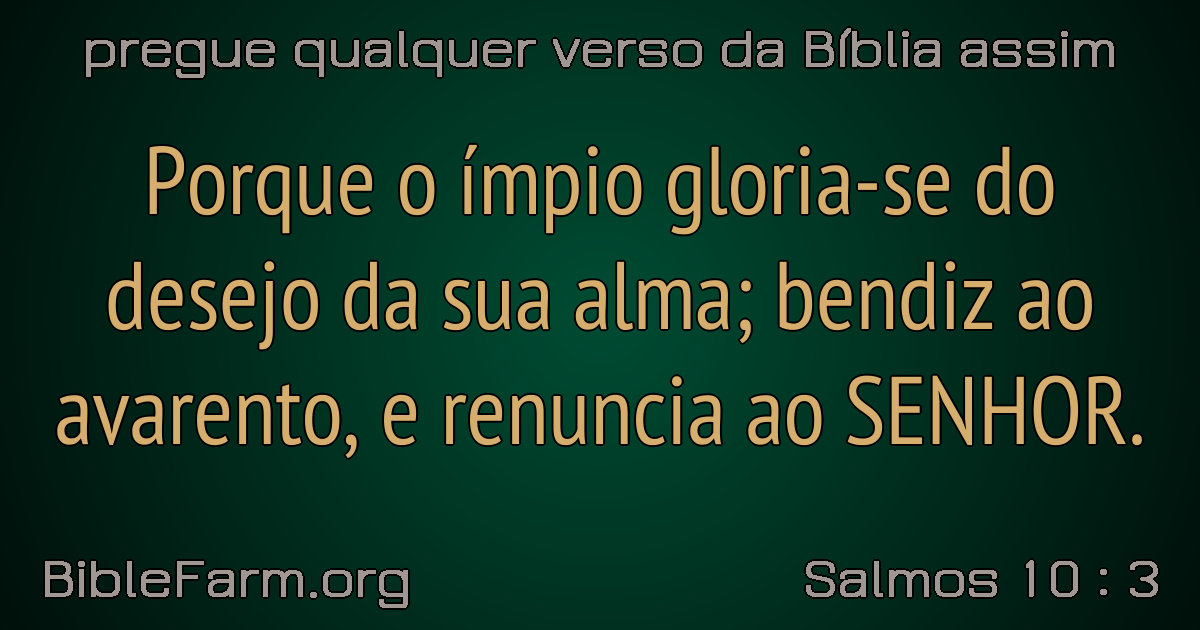 pregue qualquer verso da Bíblia assim
Porque o ímpio gloria-se do
desejo da sua alma; bendiz ao
avarento, e renuncia ao SENHOR.
BibleFarm.org
Salmos 10 : 3